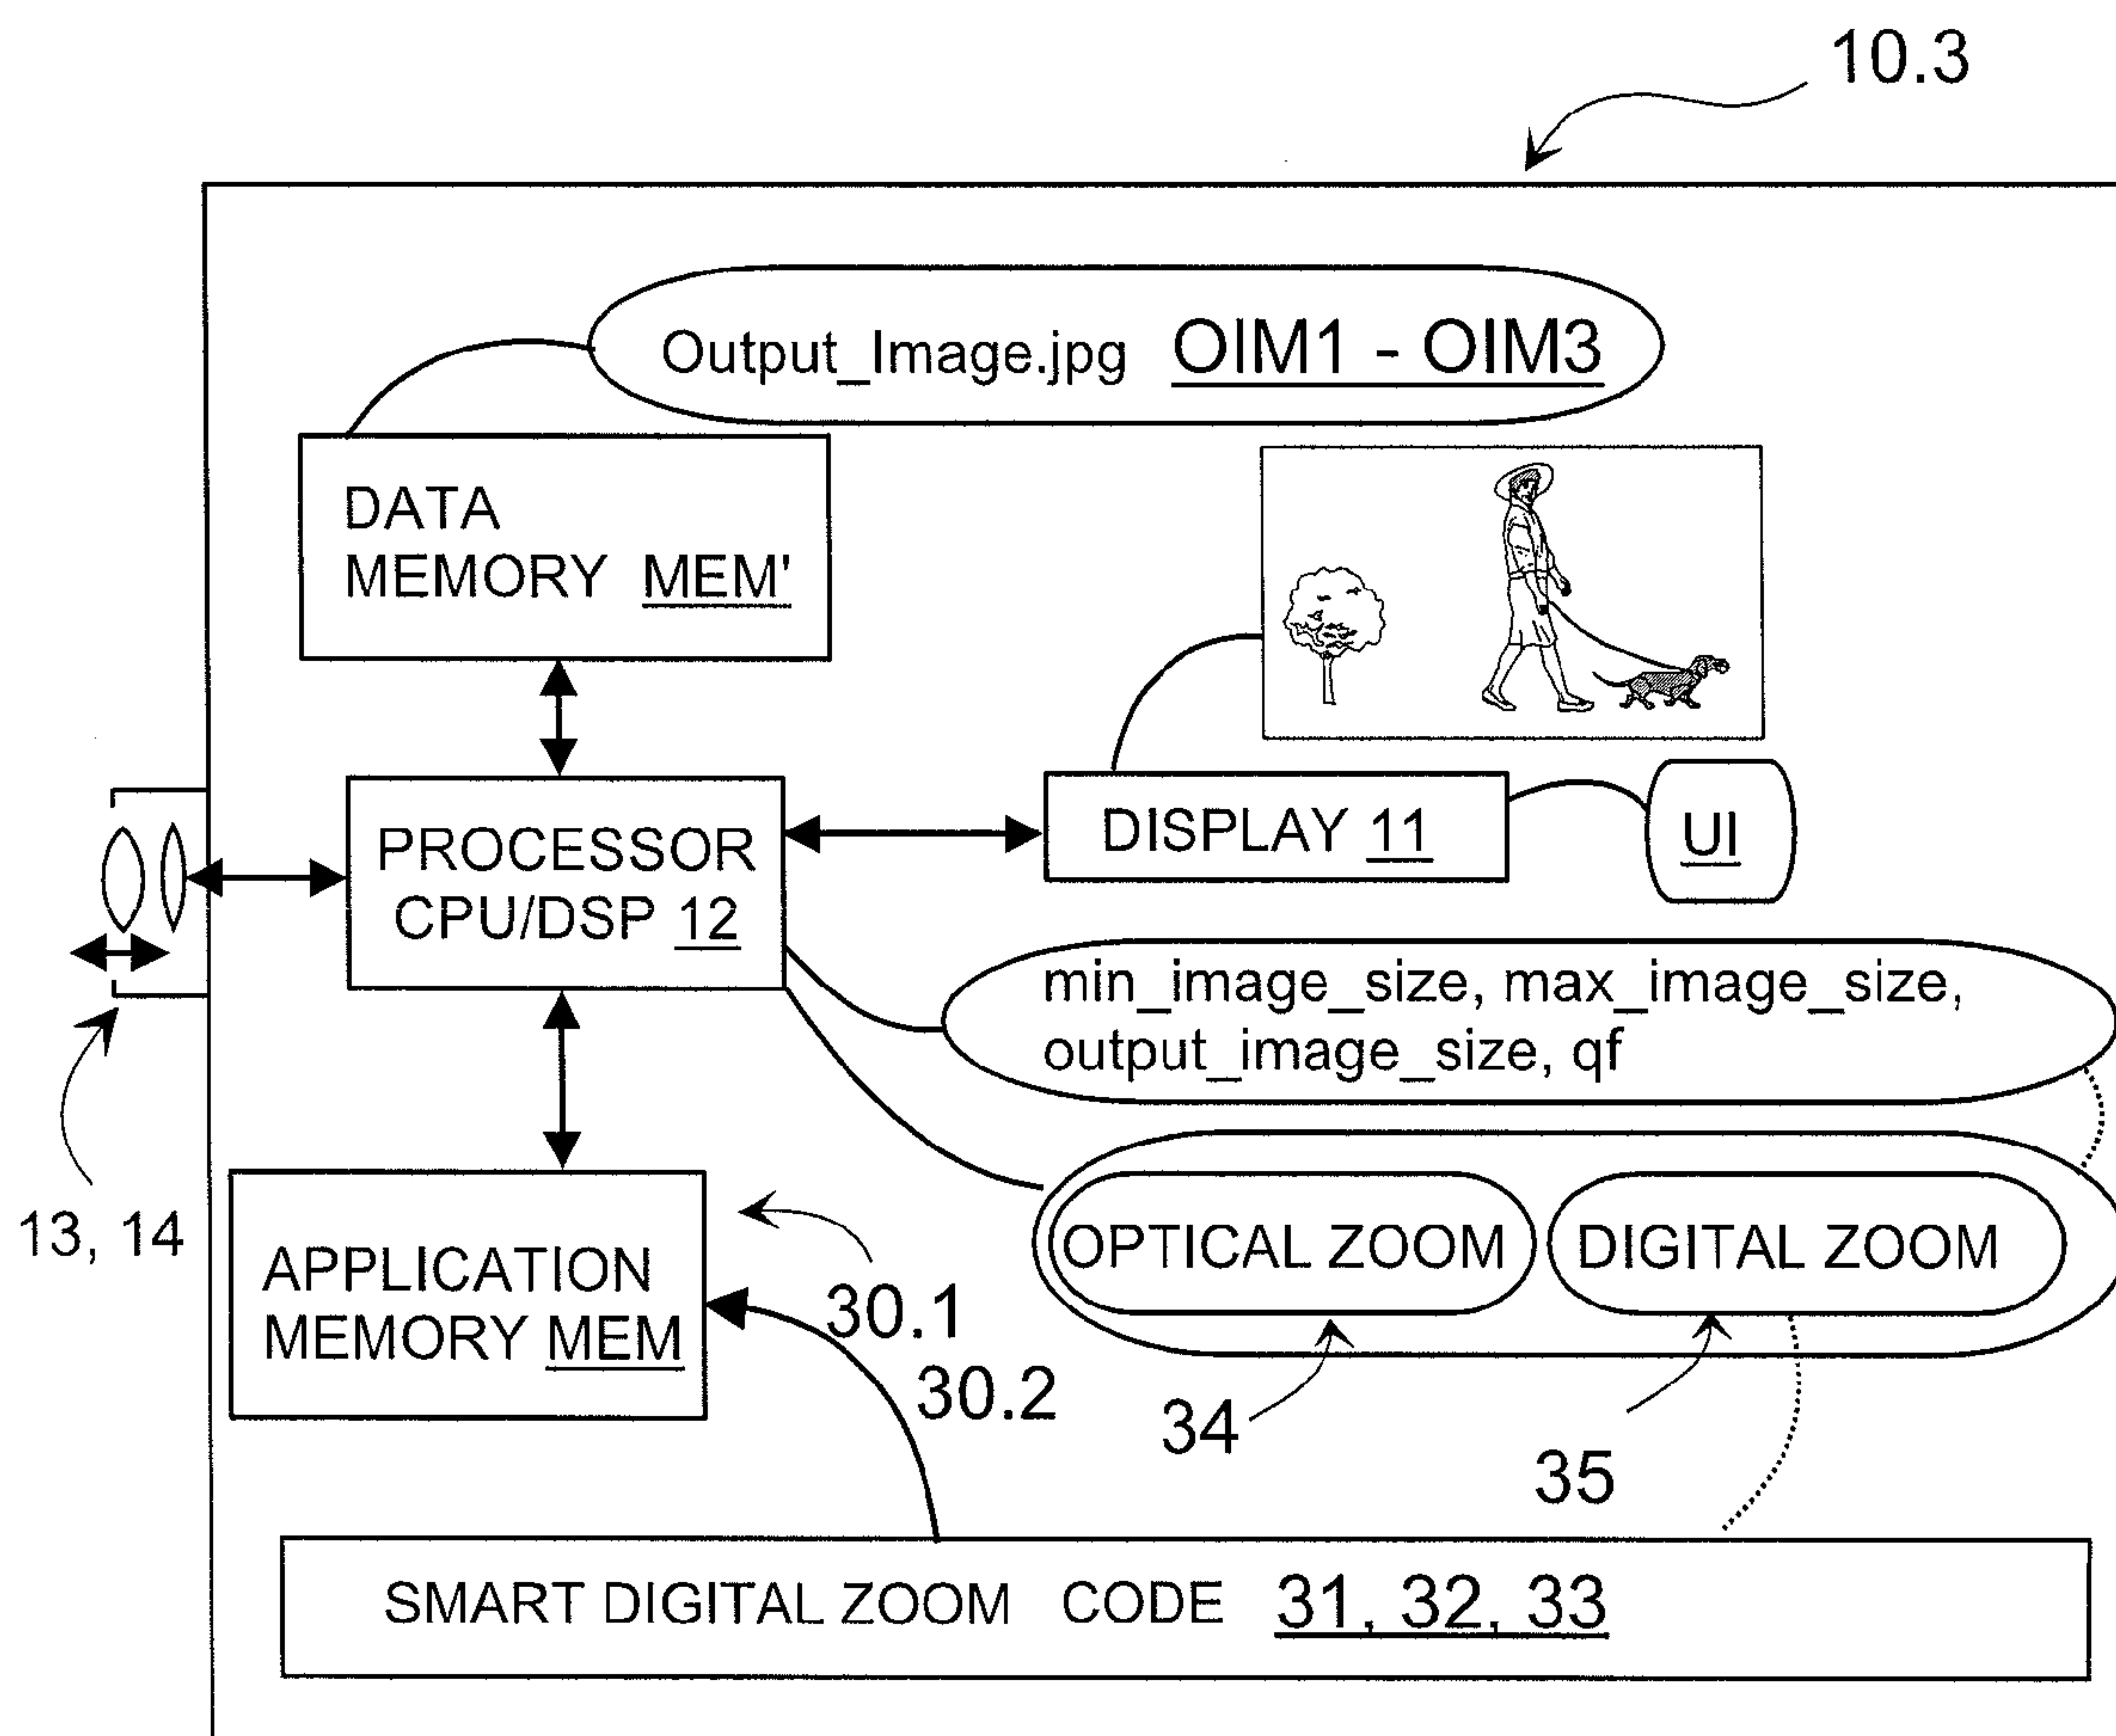 10.3
Output_Image.jpg OIM1 - OIM3
DATA
MEMORY MEM'
PROCESSOR
CPU/DSP 12
DISPLAY 11
UI
min_image_size, max_image_size,
output_image_size, qf
13, 14
OPTICAL ZOOM
DIGITAL ZOOM
APPLICATION
MEMORY MEM
30.1
30.2
34
35
SMART DIGITAL ZOOM CODE 31, 32, 33